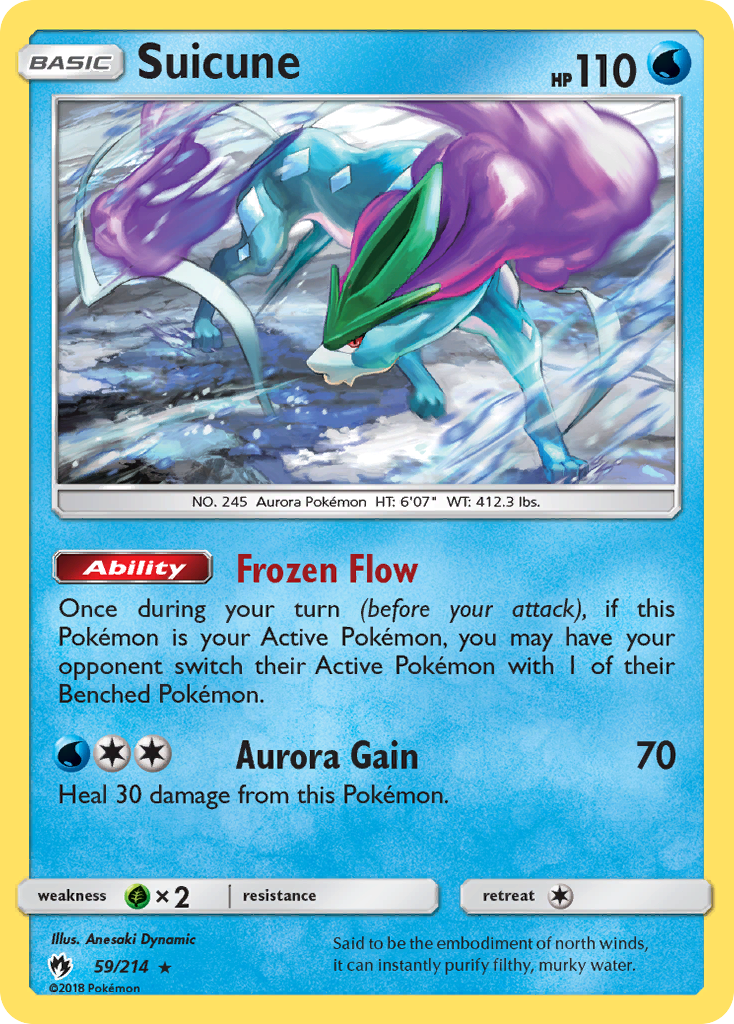 BASIC Suicune HP 110
NO. 245 Aurora Pokémon HT: 6'07" WT: 412.3 lbs.
Ability Frozen Flow
Once during your turn (before your attack), if this
Pokémon is your Active Pokémon, you may have your
opponent switch their Active Pokémon with 1 of their
Benched Pokémon.
Aurora Gain 70
Heal 30 damage from this Pokémon.
weakness ×2 resistance retreat
Illus. Anesaki Dynamic
59/214 ★
©2018 Pokémon
Said to be the embodiment of north winds,
it can instantly purify filthy, murky water.